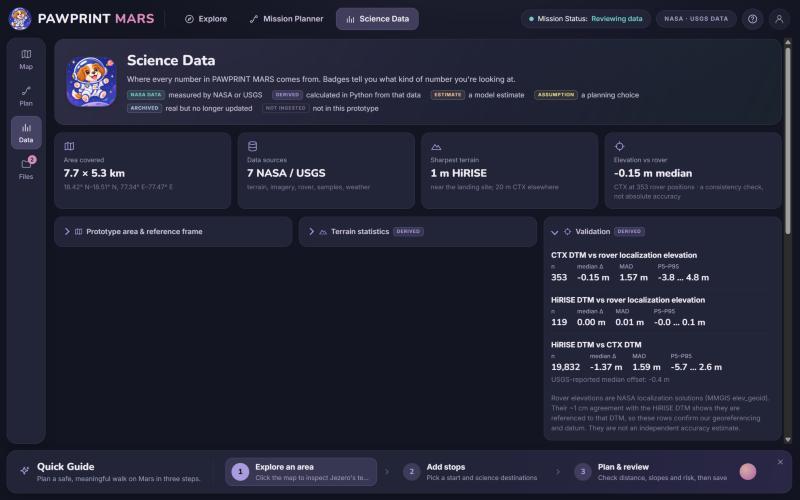 PAWPRINT MARS
Explore
Mission Planner
Science Data
Mission Status: Reviewing data
NASA · USGS DATA
Map
Plan
Data
2
Files
Science Data
Where every number in PAWPRINT MARS comes from. Badges tell you what kind of number you're looking at.
NASA DATA measured by NASA or USGS DERIVED calculated in Python from that data ESTIMATE a model estimate ASSUMPTION a planning choice
ARCHIVED real but no longer updated NOT INGESTED not in this prototype
Area covered
7.7 × 5.3 km
18.42° N–18.51° N, 77.34° E–77.47° E
Data sources
7 NASA / USGS
terrain, imagery, rover, samples, weather
Sharpest terrain
1 m HiRISE
near the landing site; 20 m CTX elsewhere
Elevation vs rover
-0.15 m median
CTX at 353 rover positions - a consistency check,
not absolute accuracy
Prototype area & reference frame
Terrain statistics DERIVED
Validation DERIVED
CTX DTM vs rover localization elevation
n median Δ MAD P5–P95
353 -0.15 m 1.57 m -3.8 ... 4.8 m
HiRISE DTM vs rover localization elevation
n median Δ MAD P5–P95
119 0.00 m 0.01 m -0.0 ... 0.1 m
HiRISE DTM vs CTX DTM
n median Δ MAD P5–P95
19,832 -1.37 m 1.59 m -5.7 ... 2.6 m
USGS-reported median offset: -0.4 m
Rover elevations are NASA localization solutions (MMGIS elev_geoid).
Their ~1 cm agreement with the HiRISE DTM shows they are
referenced to that DTM, so these rows confirm our georeferencing
and datum. They are not an independent accuracy estimate.
Quick Guide
Plan a safe, meaningful walk on Mars in three steps.
1
Explore an area
Click the map to inspect Jezero's te...
2
Add stops
Pick a start and science destinations
3
Plan & review
Check distance, slopes and risk, then save